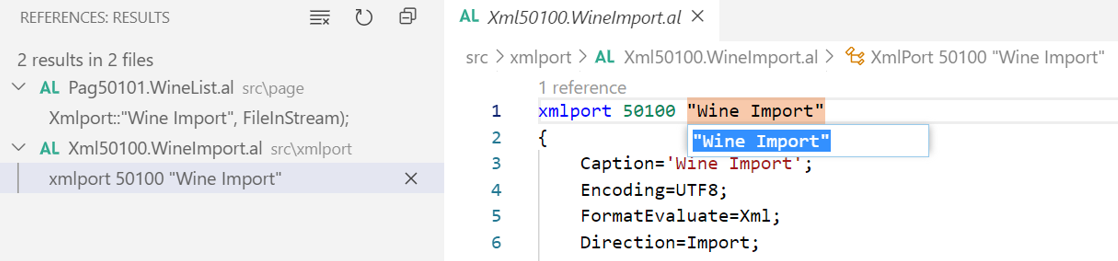 REFERENCES: RESULTS
2 results in 2 files
AL Pag50101.WineList.al src\page
Xmlport::"Wine Import", FileInStream);
AL Xml50100.WineImport.al src\xmlport
xmlport 50100 "Wine Import"
AL Xml50100.WineImport.al
src > xmlport > AL Xml50100.WineImport.al > XmlPort 50100 "Wine Import"
1 reference
1 xmlport 50100 "Wine Import"
"Wine Import"
2 {
3 Caption='Wine Import';
4 Encoding=UTF8;
5 FormatEvaluate=Xml;
6 Direction=Import;